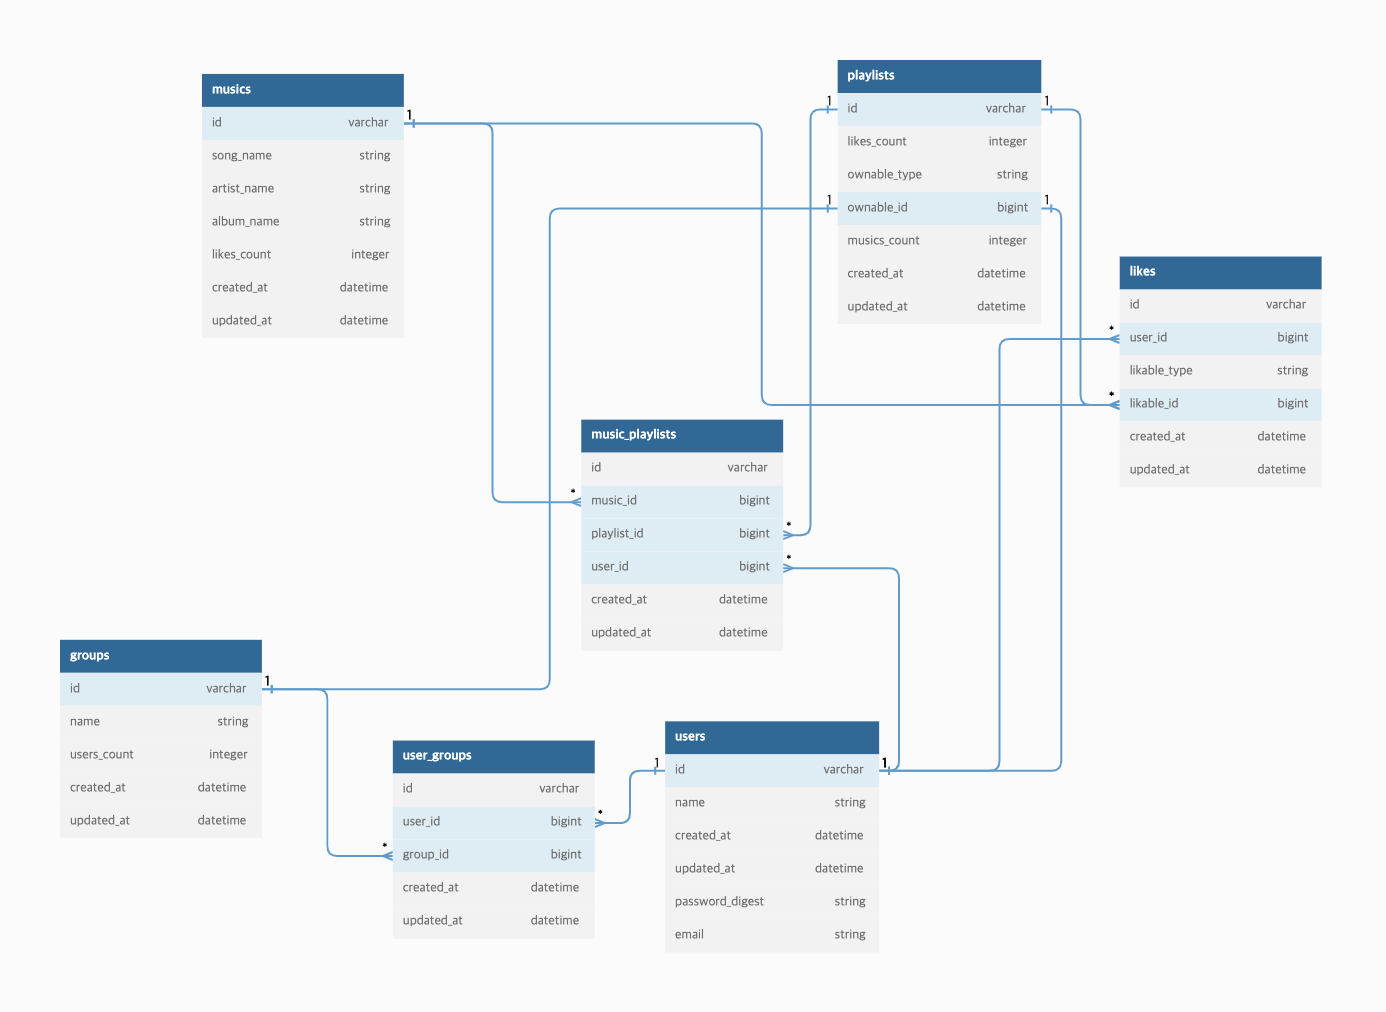 musics
id varchar
song_name string
artist_name string
album_name string
likes_count integer
created_at datetime
updated_at datetime
1
playlists
id varchar
likes_count integer
ownable_type string
ownable_id bigint
musics_count integer
created_at datetime
updated_at datetime
1
1
1
1
likes
id varchar
user_id bigint
likable_type string
likable_id bigint
created_at datetime
updated_at datetime
*
*
music_playlists
id varchar
music_id bigint
playlist_id bigint
user_id bigint
created_at datetime
updated_at datetime
*
*
*
groups
id varchar
name string
users_count integer
created_at datetime
updated_at datetime
1
user_groups
id varchar
user_id bigint
group_id bigint
created_at datetime
updated_at datetime
*
*
users
id varchar
name string
created_at datetime
updated_at datetime
password_digest string
email string
1
1